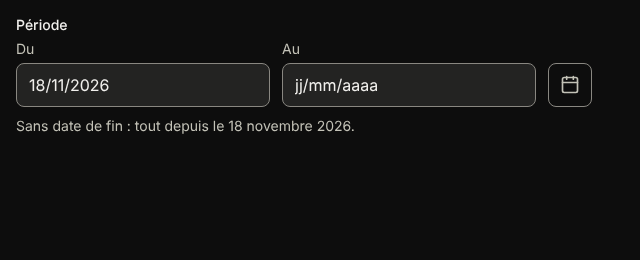 Période
Du
Au
18/11/2026
jj/mm/aaaa
Sans date de fin : tout depuis le 18 novembre 2026.